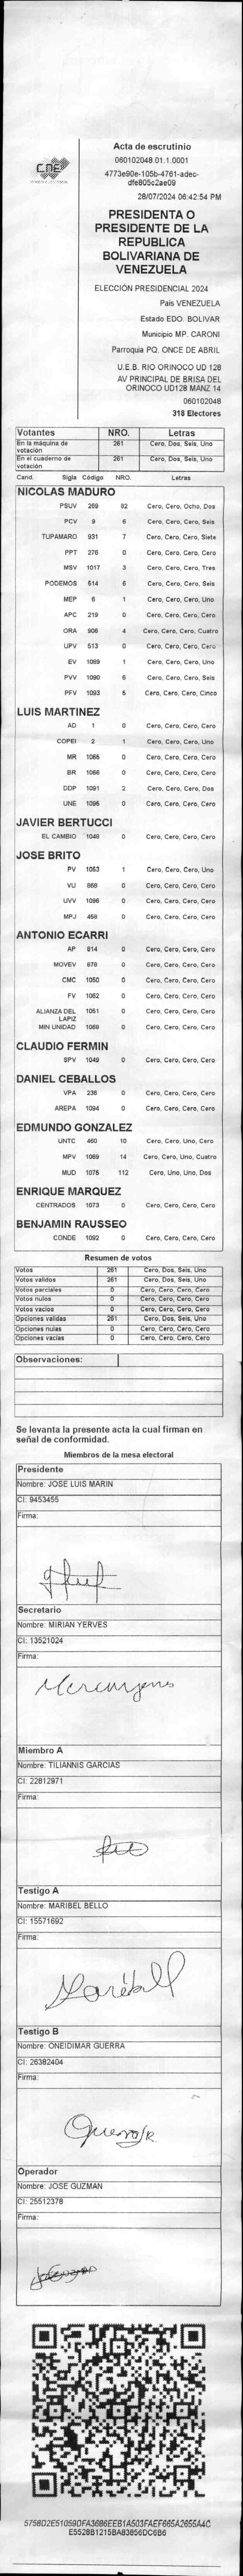 CNE
Acta de escrutinio
060102048.01.1.0001
4773e90e-105b-4761-adec-
dfe805c2ae09
28/07/2024 06:42:54 PM
PRESIDENTA O
PRESIDENTE DE LA
REPUBLICA
BOLIVARIANA DE
VENEZUELA
ELECCIÓN PRESIDENCIAL 2024
País VENEZUELA
Estado EDO. BOLIVAR
Municipio MP. CARONI
Parroquia PQ. ONCE DE ABRIL
U.E.B. RIO ORINOCO UD 128
AV PRINCIPAL DE BRISA DEL
ORINOCO UD128 MANZ 14
060102048
318 Electores
Votantes NRO. Letras
En la máquina de votación 261 Cero, Dos, Seis, Uno
En el cuaderno de votación 261 Cero, Dos, Seis, Uno
Cand. Sigla Código NRO. Letras
NICOLAS MADURO
PSUV 269 82 Cero, Cero, Ocho, Dos
PCV 9 6 Cero, Cero, Cero, Seis
TUPAMARO 931 7 Cero, Cero, Cero, Siete
PPT 276 0 Cero, Cero, Cero, Cero
MSV 1017 3 Cero, Cero, Cero, Tres
PODEMOS 514 6 Cero, Cero, Cero, Seis
MEP 6 1 Cero, Cero, Cero, Uno
APC 219 0 Cero, Cero, Cero, Cero
ORA 906 4 Cero, Cero, Cero, Cuatro
UPV 513 0 Cero, Cero, Cero, Cero
EV 1069 1 Cero, Cero, Cero, Uno
PVV 1090 6 Cero, Cero, Cero, Seis
PFV 1093 5 Cero, Cero, Cero, Cinco
LUIS MARTINEZ
AD 1 0 Cero, Cero, Cero, Cero
COPEI 2 1 Cero, Cero, Cero, Uno
MR 1065 0 Cero, Cero, Cero, Cero
BR 1066 0 Cero, Cero, Cero, Cero
DDP 1091 2 Cero, Cero, Cero, Dos
UNE 1095 0 Cero, Cero, Cero, Cero
JAVIER BERTUCCI
EL CAMBIO 1048 0 Cero, Cero, Cero, Cero
JOSE BRITO
PV 1053 1 Cero, Cero, Cero, Uno
VU 868 0 Cero, Cero, Cero, Cero
UVV 1096 0 Cero, Cero, Cero, Cero
MPJ 458 0 Cero, Cero, Cero, Cero
ANTONIO ECARRI
AP 814 0 Cero, Cero, Cero, Cero
MOVEV 878 0 Cero, Cero, Cero, Cero
CMC 1050 0 Cero, Cero, Cero, Cero
FV 1062 0 Cero, Cero, Cero, Cero
ALIANZA DEL LAPIZ 1051 0 Cero, Cero, Cero, Cero
MIN UNIDAD 1068 0 Cero, Cero, Cero, Cero
CLAUDIO FERMIN
SPV 1049 0 Cero, Cero, Cero, Cero
DANIEL CEBALLOS
VPA 236 0 Cero, Cero, Cero, Cero
AREPA 1094 0 Cero, Cero, Cero, Cero
EDMUNDO GONZALEZ
UNTC 460 10 Cero, Cero, Uno, Cero
MPV 1069 14 Cero, Cero, Uno, Cuatro
MUD 1075 112 Cero, Uno, Uno, Dos
ENRIQUE MARQUEZ
CENTRADOS 1073 0 Cero, Cero, Cero, Cero
BENJAMIN RAUSSEO
CONDE 1092 0 Cero, Cero, Cero, Cero
Resumen de votos
Votos 261 Cero, Dos, Seis, Uno
Votos validos 261 Cero, Dos, Seis, Uno
Votos parciales 0 Cero, Cero, Cero, Cero
Votos nulos 0 Cero, Cero, Cero, Cero
Votos vacios 0 Cero, Cero, Cero, Cero
Opciones validas 261 Cero, Dos, Seis, Uno
Opciones nulas 0 Cero, Cero, Cero, Cero
Opciones vacias 0 Cero, Cero, Cero, Cero
Observaciones:
Se levanta la presente acta la cual firman en
señal de conformidad.
Miembros de la mesa electoral
Presidente
Nombre: JOSE LUIS MARIN
CI: 9453455
Firma:
Secretario
Nombre: MIRIAN YERVES
CI: 13521024
Firma:
Miembro A
Nombre: TILIANNIS GARCIAS
CI: 22812971
Firma:
Testigo A
Nombre: MARIBEL BELLO
CI: 15571692
Firma:
Testigo B
Nombre: ONEIDIMAR GUERRA
CI: 26382404
Firma:
Operador
Nombre: JOSE GUZMAN
CI: 25512378
Firma:
5758D2E51059DFA3686EEB1A503FAEF665A2655A4C
E5528B1215BA83856DC6B6